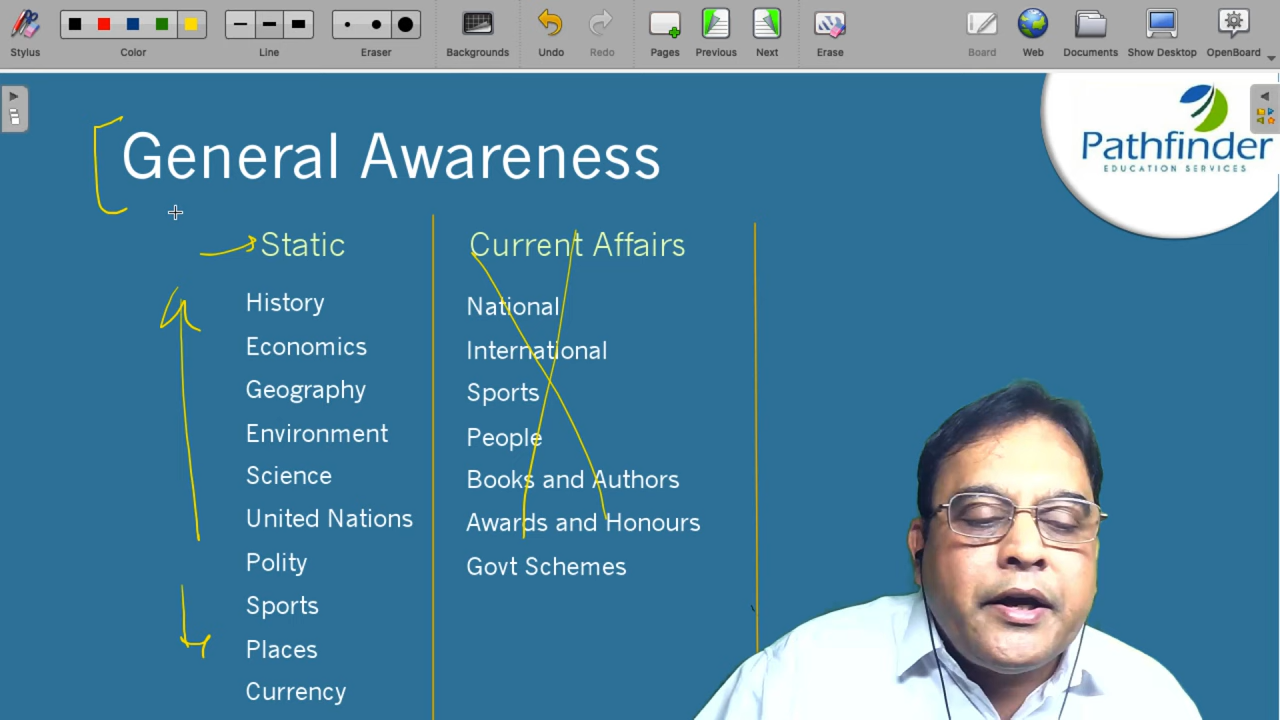 Stylus
Color
Line
Eraser
Backgrounds
Undo
Redo
Pages
Previous
Next
Erase
Board
Web
Documents
Show Desktop
OpenBoard
Pathfinder
EDUCATION SERVICES
General Awareness
Static
History
Economics
Geography
Environment
Science
United Nations
Polity
Sports
Places
Currency
Current Affairs
National
International
Sports
People
Books and Authors
Awards and Honours
Govt Schemes